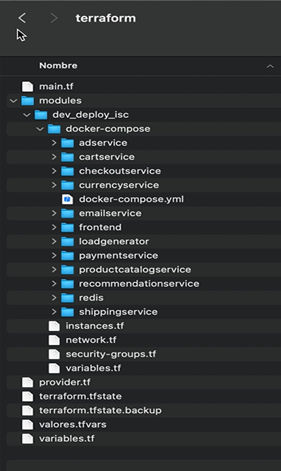 terraform
Nombre
main.tf
modules
dev_deploy_isc
docker-compose
adservice
cartservice
checkoutservice
currencyservice
docker-compose.yml
emailservice
frontend
loadgenerator
paymentservice
productcatalogservice
recommendationservice
redis
shippingservice
instances.tf
network.tf
security-groups.tf
variables.tf
provider.tf
terraform.tfstate
terraform.tfstate.backup
valores.tfvars
variables.tf